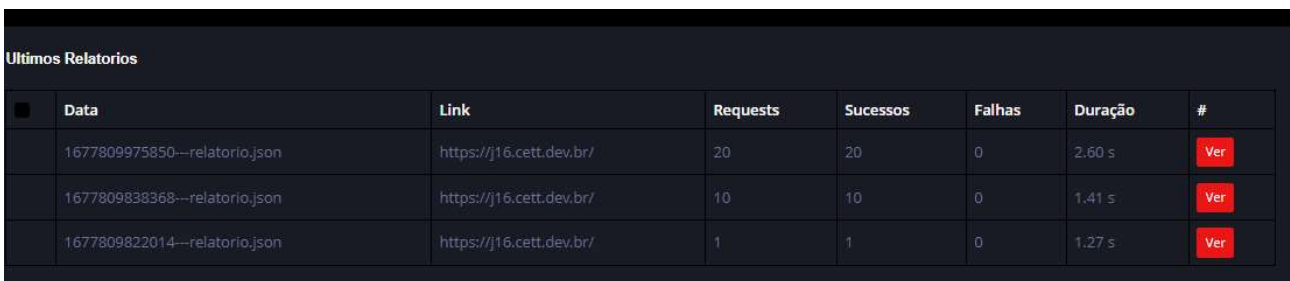 Ultimos Relatorios
Data Link Requests Sucessos Falhas Duração #
1677809975850---relatorio.json https://j16.cett.dev.br/ 20 20 0 2.60 s Ver
1677809838368---relatorio.json https://j16.cett.dev.br/ 10 10 0 1.41 s Ver
1677809822014---relatorio.json https://j16.cett.dev.br/ 1 1 0 1.27 s Ver